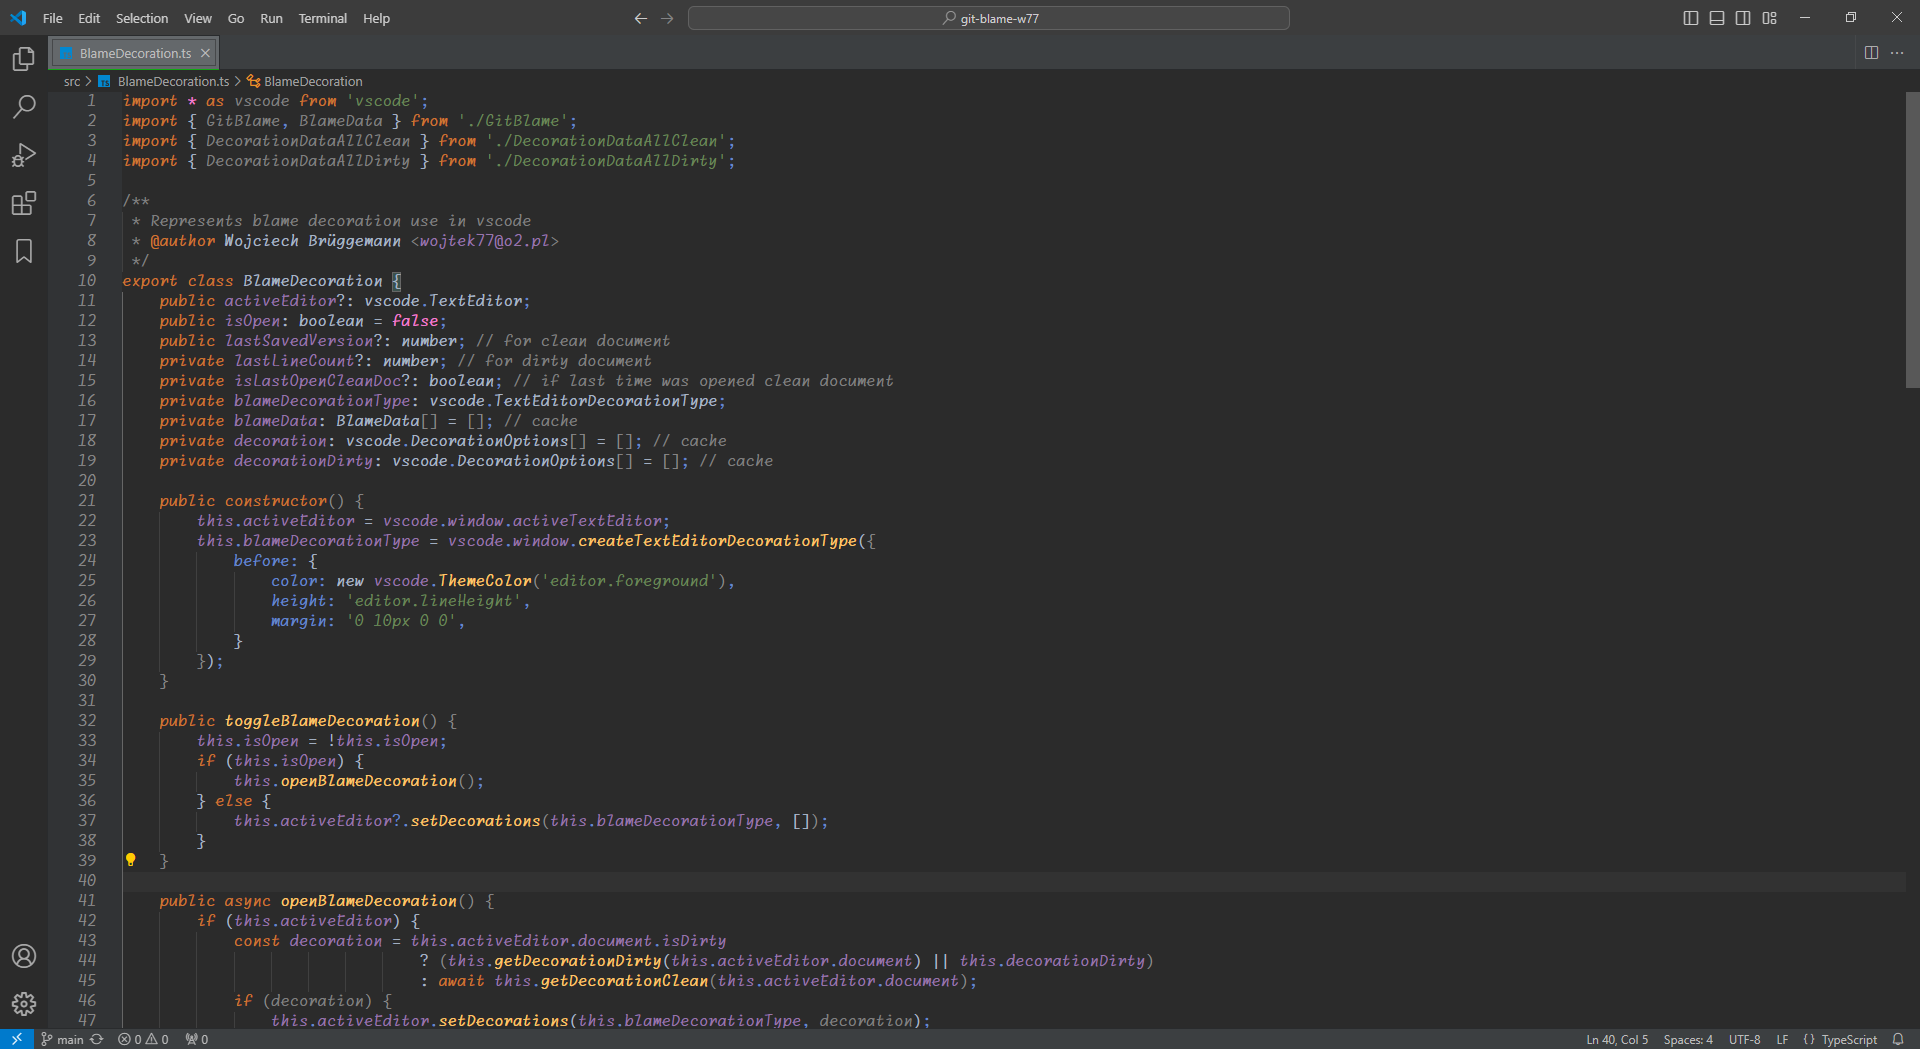 File Edit Selection View Go Run Terminal Help
git-blame-w77
BlameDecoration.ts
src > BlameDecoration.ts > BlameDecoration
1 import * as vscode from 'vscode';
2 import { GitBlame, BlameData } from './GitBlame';
3 import { DecorationDataAllClean } from './DecorationDataAllClean';
4 import { DecorationDataAllDirty } from './DecorationDataAllDirty';
5
6 /**
7  * Represents blame decoration use in vscode
8  * @author Wojciech Brüggemann <wojtek77@o2.pl>
9  */
10 export class BlameDecoration {
11     public activeEditor?: vscode.TextEditor;
12     public isOpen: boolean = false;
13     public lastSavedVersion?: number; // for clean document
14     private lastLineCount?: number; // for dirty document
15     private isLastOpenCleanDoc?: boolean; // if last time was opened clean document
16     private blameDecorationType: vscode.TextEditorDecorationType;
17     private blameData: BlameData[] = []; // cache
18     private decoration: vscode.DecorationOptions[] = []; // cache
19     private decorationDirty: vscode.DecorationOptions[] = []; // cache
20
21     public constructor() {
22         this.activeEditor = vscode.window.activeTextEditor;
23         this.blameDecorationType = vscode.window.createTextEditorDecorationType({
24             before: {
25                 color: new vscode.ThemeColor('editor.foreground'),
26                 height: 'editor.lineHeight',
27                 margin: '0 10px 0 0',
28             }
29         });
30     }
31
32     public toggleBlameDecoration() {
33         this.isOpen = !this.isOpen;
34         if (this.isOpen) {
35             this.openBlameDecoration();
36         } else {
37             this.activeEditor?.setDecorations(this.blameDecorationType, []);
38         }
39     }
40
41     public async openBlameDecoration() {
42         if (this.activeEditor) {
43             const decoration = this.activeEditor.document.isDirty
44                                 ? (this.getDecorationDirty(this.activeEditor.document) || this.decorationDirty)
45                                 : await this.getDecorationClean(this.activeEditor.document);
46             if (decoration) {
47                 this.activeEditor.setDecorations(this.blameDecorationType, decoration);
main 0 0 0 Ln 40, Col 5 Spaces: 4 UTF-8 LF {} TypeScript